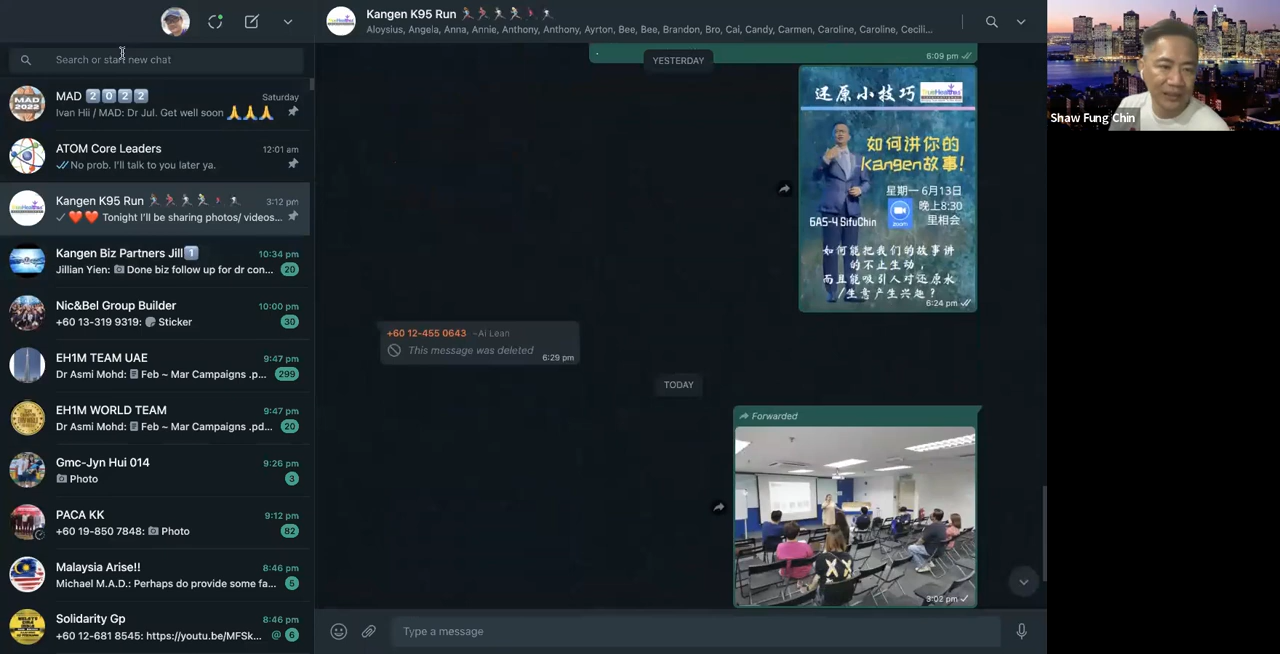 Search or start new chat
MAD 2 0 2 2
Saturday
Ivan Hii / MAD: Dr Jul. Get well soon 🙏🙏🙏
ATOM Core Leaders
12:01 am
No prob. I'll talk to you later ya.
Kangen K95 Run
3:12 pm
❤️❤️ Tonight I'll be sharing photos/ videos...
Kangen Biz Partners Jill 1
10:34 pm
Jillian Yien: Done biz follow up for dr con...
20
Nic&Bel Group Builder
10:00 pm
+60 13-319 9319: Sticker
30
EH1M TEAM UAE
9:47 pm
Dr Asmi Mohd: Feb ~ Mar Campaigns .p...
299
EH1M WORLD TEAM
9:47 pm
Dr Asmi Mohd: Feb ~ Mar Campaigns .pd...
20
Gmc-Jyn Hui 014
9:26 pm
Photo
3
PACA KK
9:12 pm
+60 19-850 7848: Photo
82
Malaysia Arise!!
8:46 pm
Michael M.A.D.: Perhaps do provide some fa...
5
Solidarity Gp
8:46 pm
+60 12-681 8545: https://youtu.be/MFSk...
@ 6
MAD
2022
Kangen K95 Run
Aloysius, Angela, Anna, Annie, Anthony, Anthony, Ayrton, Bee, Bee, Brandon, Bro, Cai, Candy, Carmen, Caroline, Caroline, Cecili...
6:09 pm
YESTERDAY
还原小技巧
如何讲你的
Kangen故事!
星期一 6月13日
晚上8:30
zoom
里相会
6A5-4 SifuChin
如何能把我们的故事讲
的不止生动，
而且能吸引人对还原水
/生意产生兴趣？
6:24 pm
+60 12-455 0643 ~Ai Lean
This message was deleted
6:29 pm
TODAY
Forwarded
3:02 pm
Type a message
Shaw Fung Chin